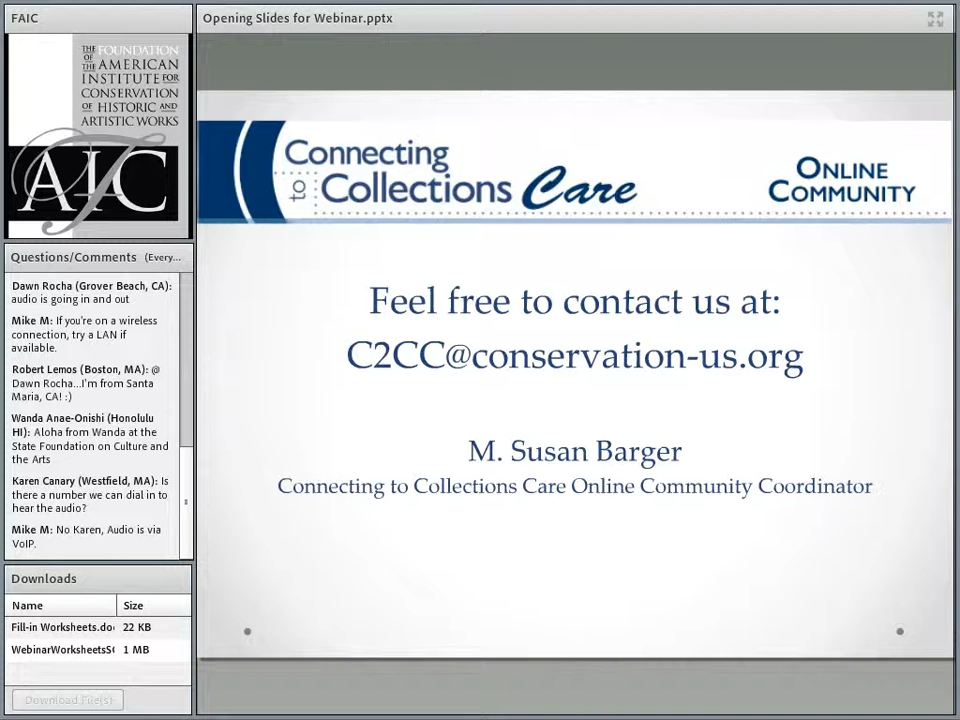 FAIC
THE FOUNDATION
OF THE AMERICAN
INSTITUTE FOR
CONSERVATION
OF HISTORIC AND
ARTISTIC WORKS
AIC
Questions/Comments (Every...
Dawn Rocha (Grover Beach, CA):
audio is going in and out
Mike M: If you're on a wireless
connection, try a LAN if
available.
Robert Lemos (Boston, MA): @
Dawn Rocha...I'm from Santa
Maria, CA! :)
Wanda Anae-Onishi (Honolulu
HI): Aloha from Wanda at the
State Foundation on Culture and
the Arts
Karen Canary (Westfield, MA): Is
there a number we can dial in to
hear the audio?
Mike M: No Karen, Audio is via
VoIP.
Downloads
Name Size
Fill-in Worksheets.do 22 KB
WebinarWorksheetsS 1 MB
Download File(s)
Opening Slides for Webinar.pptx
Connecting
to Collections Care
ONLINE
COMMUNITY
Feel free to contact us at:
C2CC@conservation-us.org
M. Susan Barger
Connecting to Collections Care Online Community Coordinator